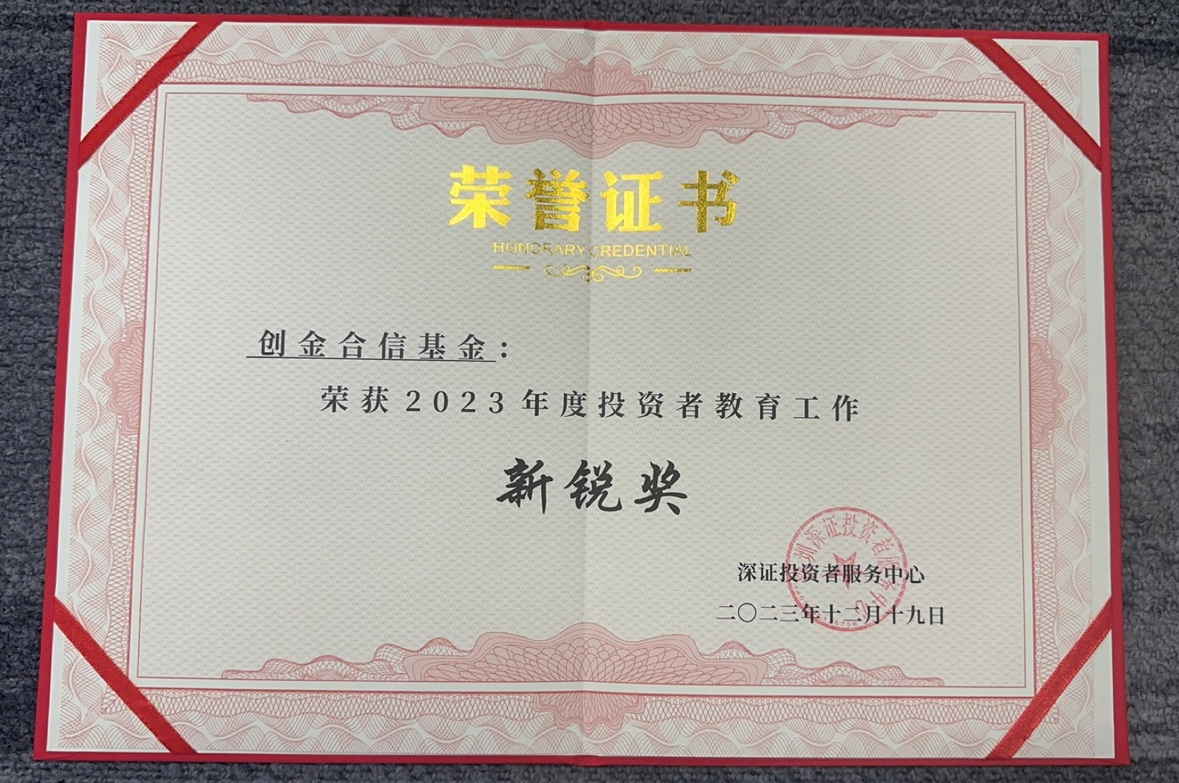 荣誉证书
HONORARY CREDENTIAL
创金合信基金：
荣获2023年度投资者教育工作
新锐奖
深证投资者服务中心
二〇二三年十二月十九日